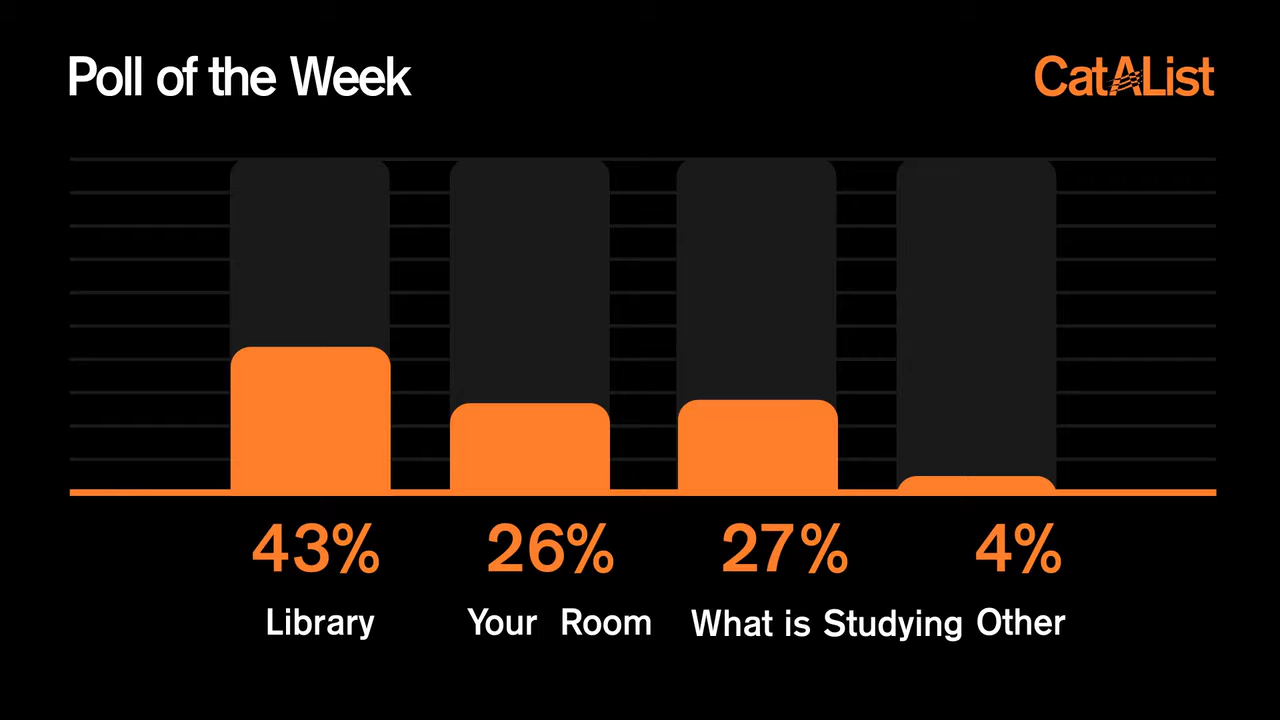 Poll of the Week
CatAList
43% 26% 27% 4%
Library Your Room What is Studying Other